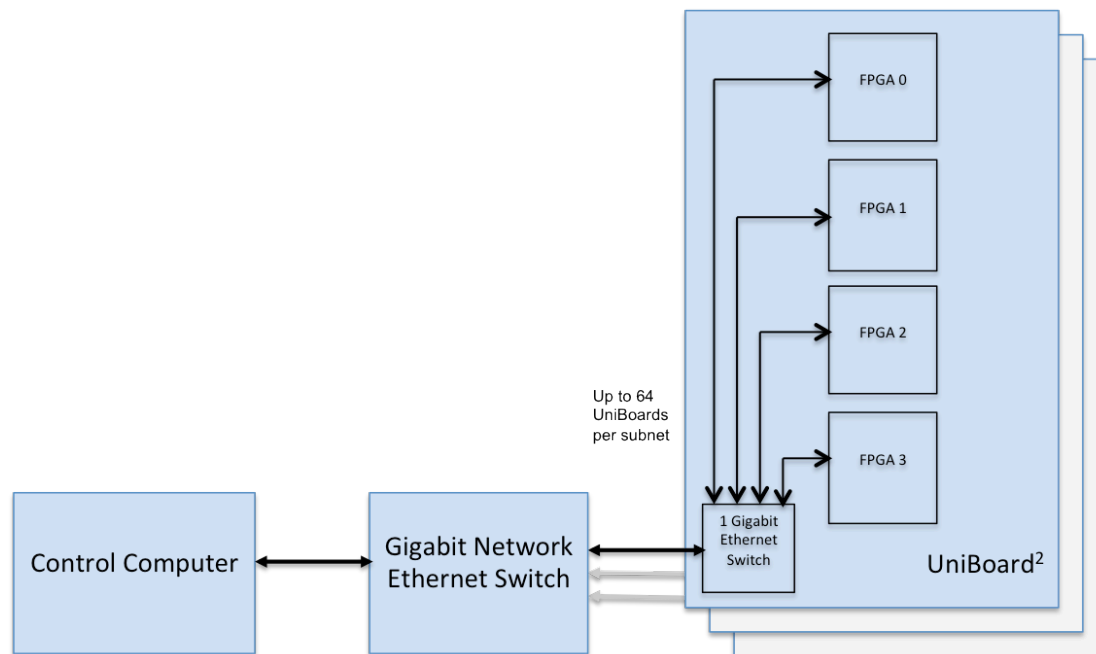 FPGA 0
FPGA 1
FPGA 2
Up to 64
UniBoards
per subnet
FPGA 3
1 Gigabit
Ethernet
Switch
UniBoard²
Control Computer
Gigabit Network
Ethernet Switch